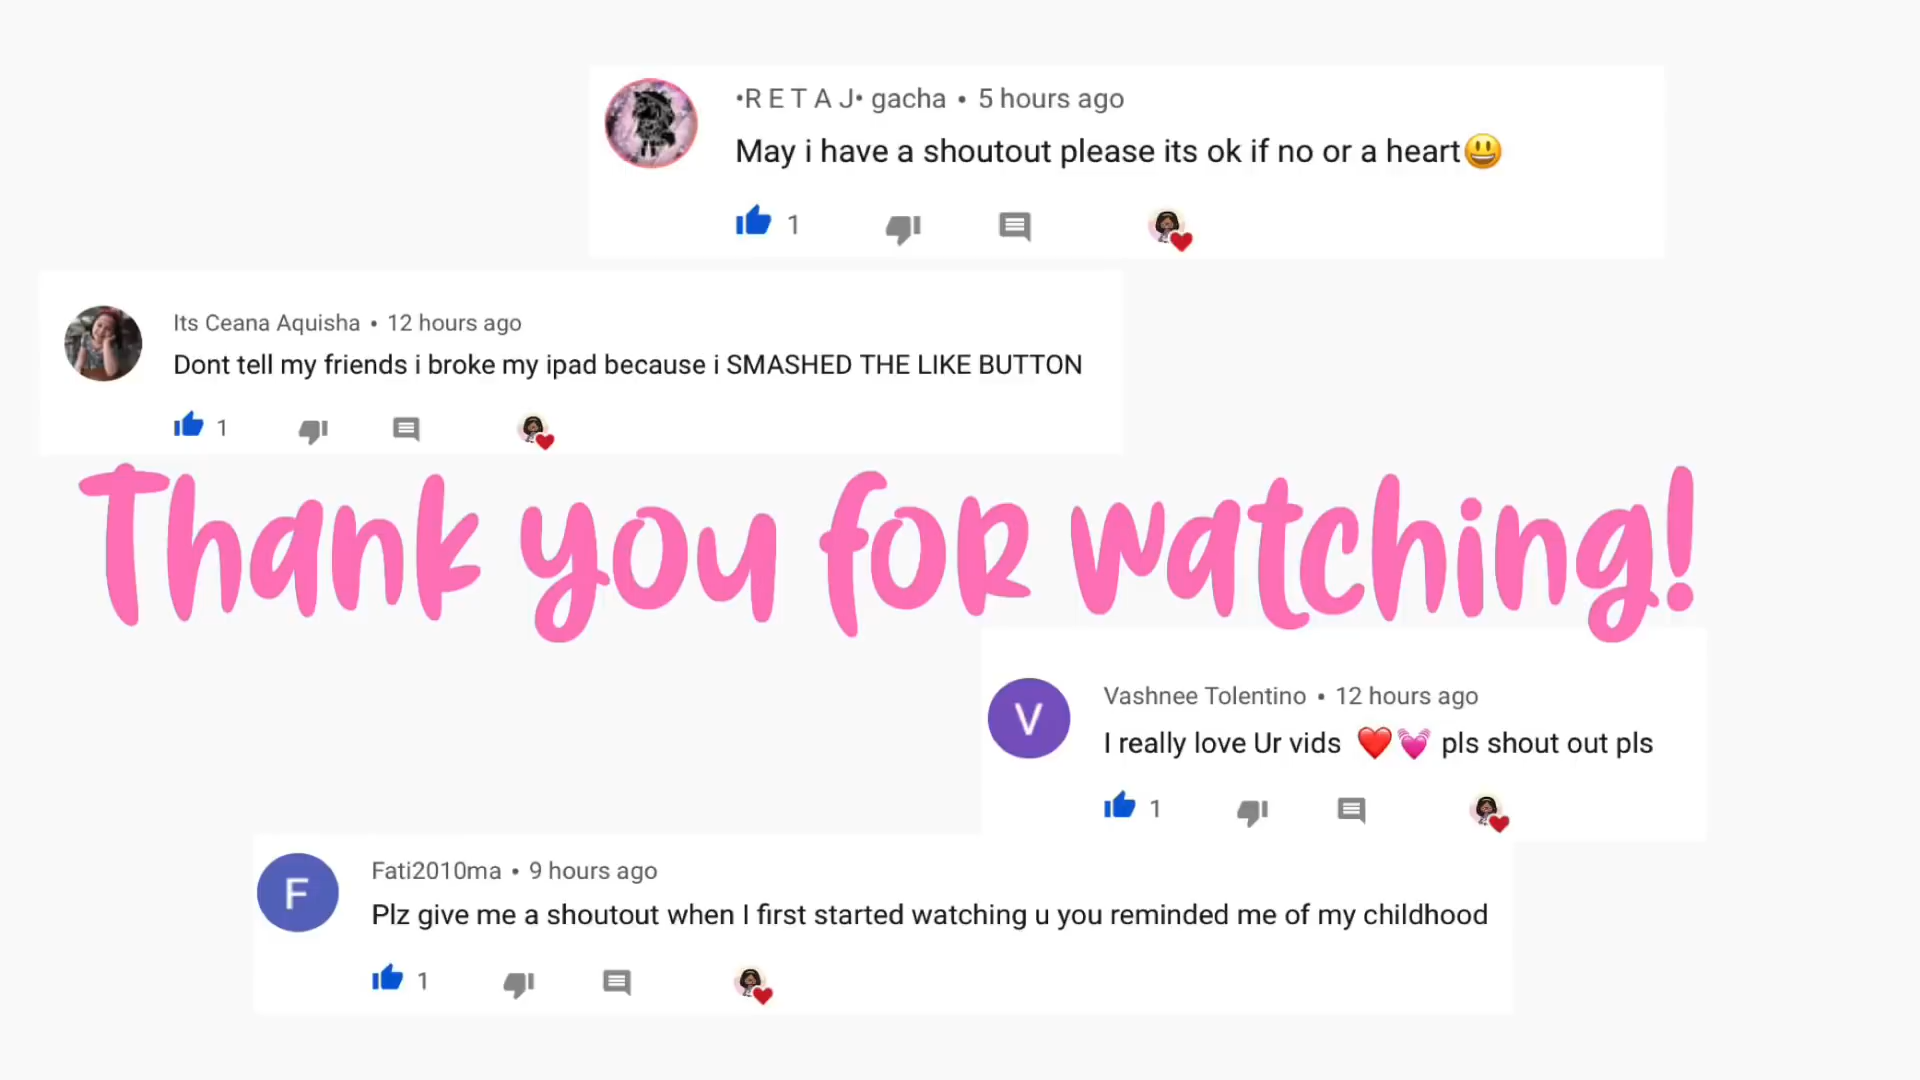 •R E T A J• gacha • 5 hours ago
May i have a shoutout please its ok if no or a heart😃
1
Its Ceana Aquisha • 12 hours ago
Dont tell my friends i broke my ipad because i SMASHED THE LIKE BUTTON
1
Thank you for watching!
V
Vashnee Tolentino • 12 hours ago
I really love Ur vids ❤️💓 pls shout out pls
1
F
Fati2010ma • 9 hours ago
Plz give me a shoutout when I first started watching u you reminded me of my childhood
1